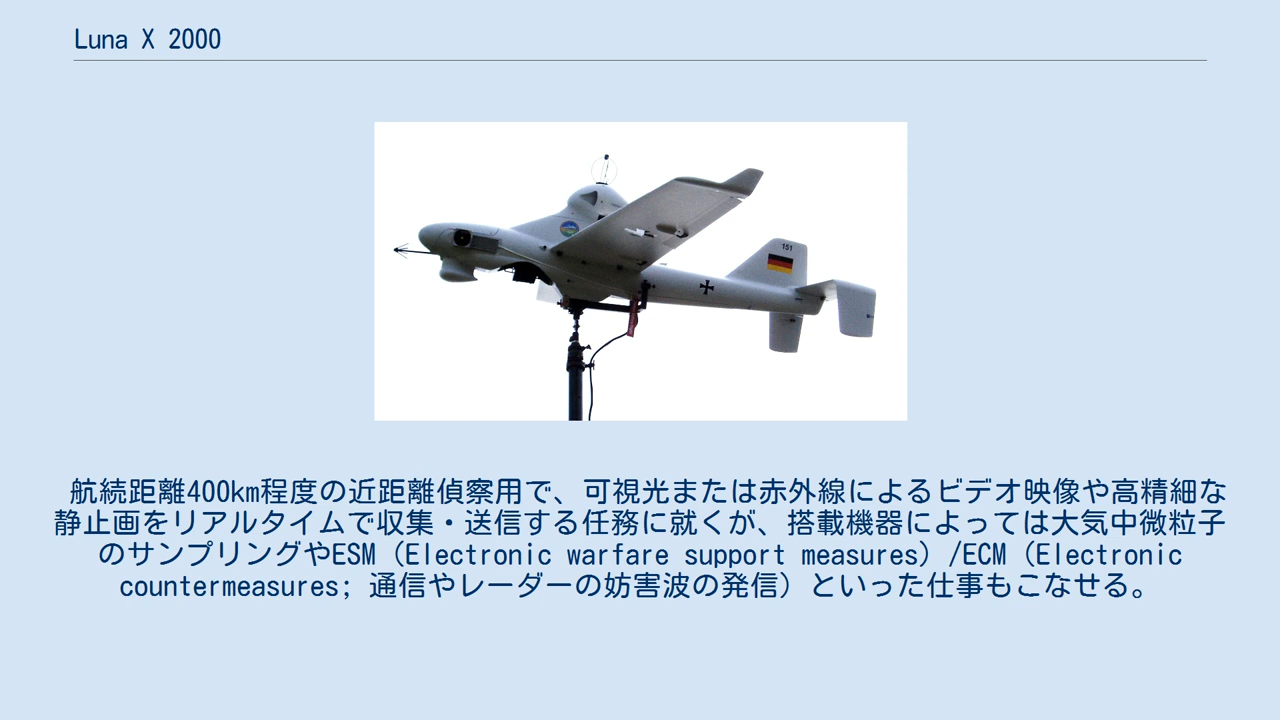 Luna X 2000
151
航続距離400km程度の近距離偵察用で、可視光または赤外線によるビデオ映像や高精細な
静止画をリアルタイムで収集・送信する任務に就くが、搭載機器によっては大気中微粒子
のサンプリングやESM（Electronic warfare support measures）/ECM（Electronic
countermeasures; 通信やレーダーの妨害波の発信）といった仕事もこなせる。